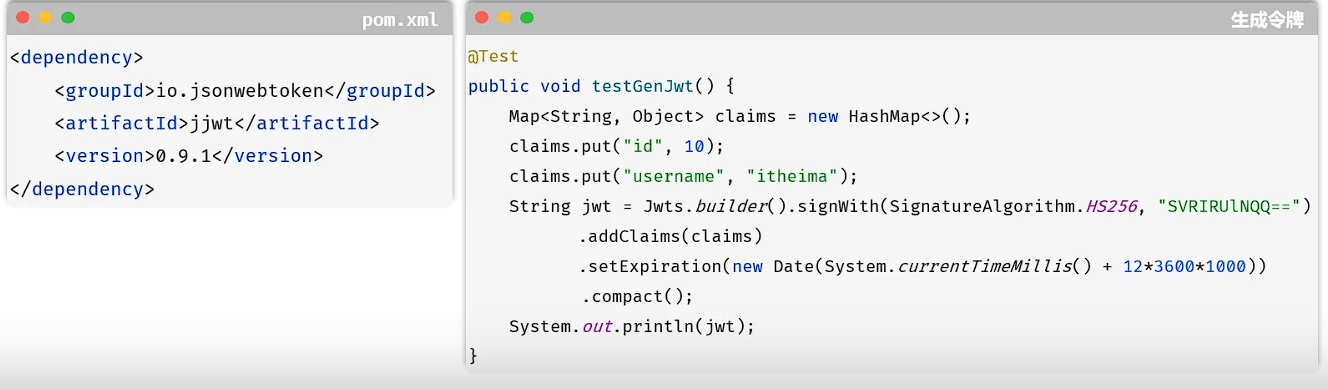 pom.xml
<dependency>
    <groupId>io.jsonwebtoken</groupId>
    <artifactId>jjwt</artifactId>
    <version>0.9.1</version>
</dependency>
生成令牌
@Test
public void testGenJwt() {
    Map<String, Object> claims = new HashMap<>();
    claims.put("id", 10);
    claims.put("username", "itheima");
    String jwt = Jwts.builder().signWith(SignatureAlgorithm.HS256, "SVRIRUlNQQ==")
           .addClaims(claims)
           .setExpiration(new Date(System.currentTimeMillis() + 12*3600*1000))
           .compact();
    System.out.println(jwt);
}